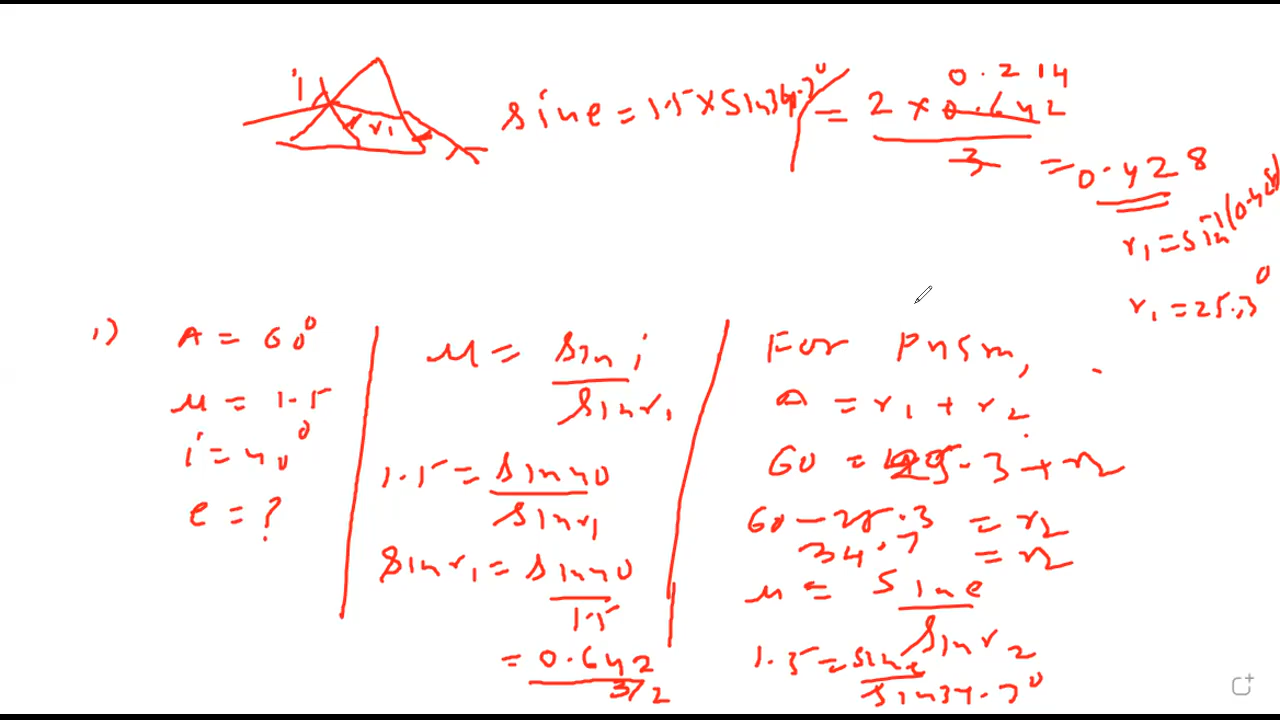 i
r1
sine = 1.5 × sin34.7° = 2 × 0.642
0.214
3
= 0.428
r1 = sin-1(0.428)
r1 = 25.3°
1) A = 60°
μ = 1.5
i = 40°
e = ?
μ = sin i
sin r1
1.5 = sin 40
sin r1
sin r1 = sin 40
1.5
= 0.642
3/2
For Prism,
A = r1 + r2
60 = 25.3 + r2
60 - 25.3 = r2
34.7 = r2
μ = sin e
sin r2
1.5 = sin e
sin 34.7°